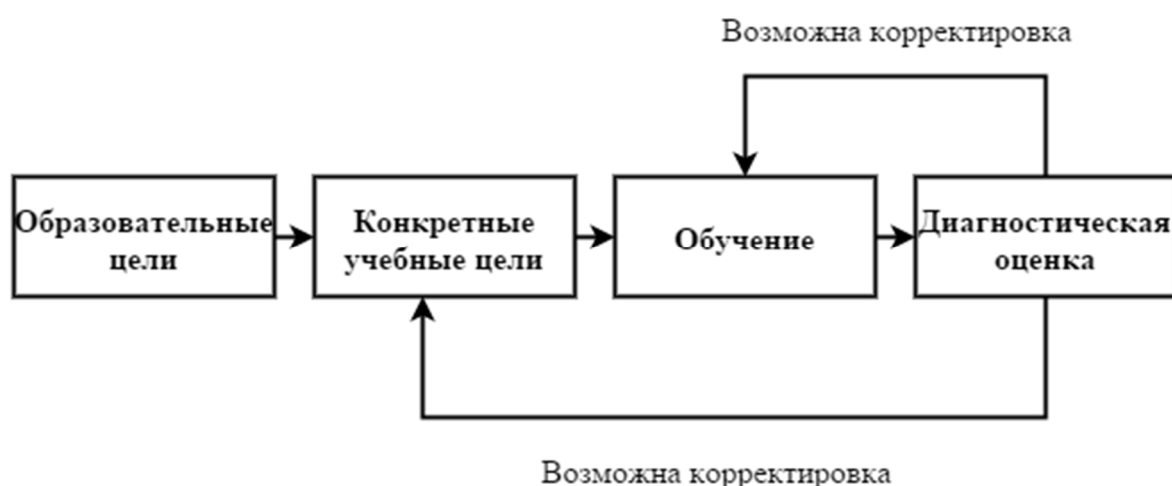 Возможна корректировка
Образовательные
цели
Конкретные
учебные цели
Обучение
Диагностическая
оценка
Возможна корректировка